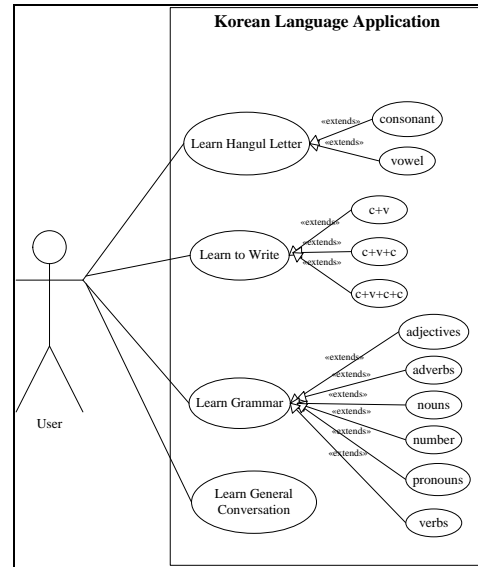 Korean Language Application
Learn Hangul Letter
«extends»
consonant
«extends»
vowel
Learn to Write
«extends»
c+v
«extends»
c+v+c
«extends»
c+v+c+c
User
Learn Grammar
«extends»
adjectives
«extends»
adverbs
«extends»
nouns
«extends»
number
«extends»
pronouns
«extends»
verbs
Learn General
Conversation